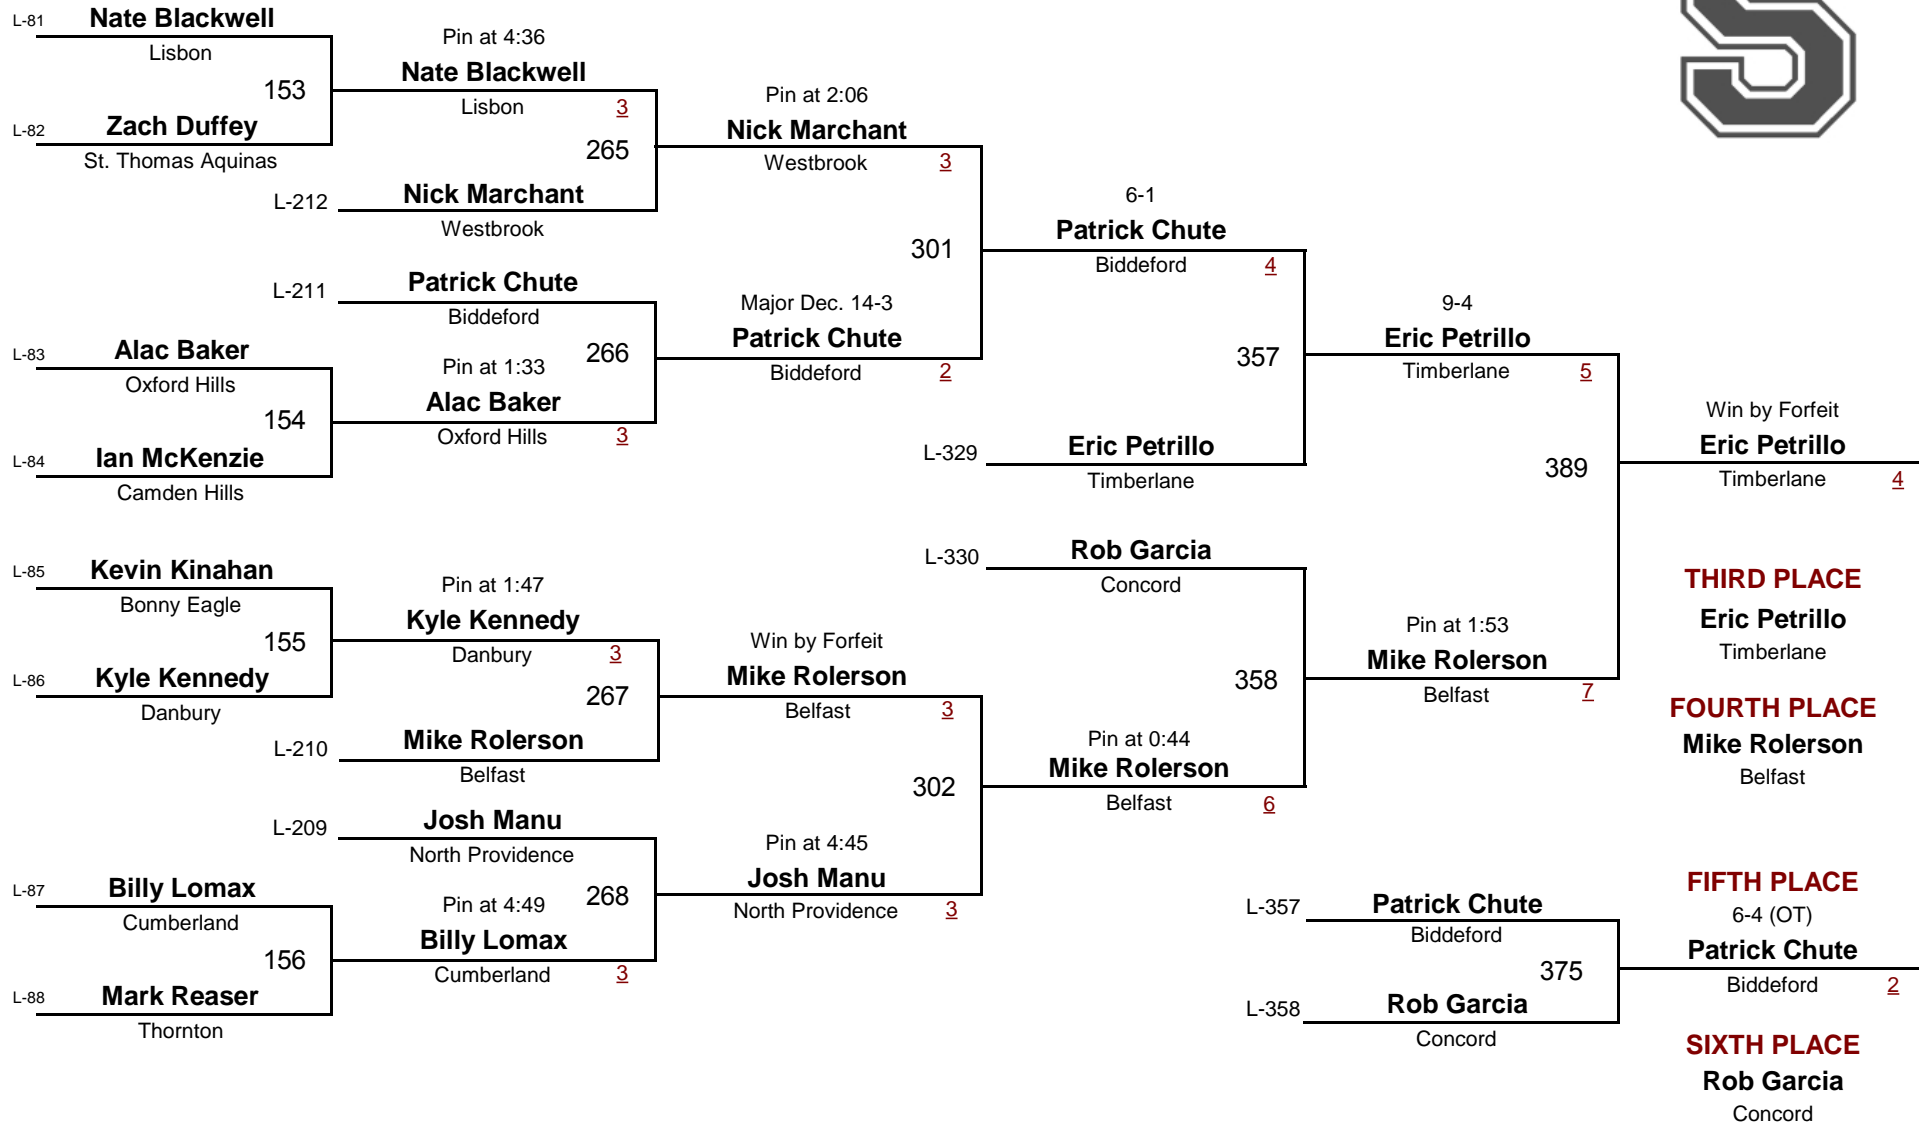 L-81
Nate Blackwell
Lisbon
153
L-82
Zach Duffey
St. Thomas Aquinas
Pin at 4:36
Nate Blackwell
Lisbon
3
265
L-212
Nick Marchant
Westbrook
Pin at 2:06
Nick Marchant
Westbrook
3
301
L-211
Patrick Chute
Biddeford
266
L-83
Alac Baker
Oxford Hills
154
L-84
Ian McKenzie
Camden Hills
Pin at 1:33
Alac Baker
Oxford Hills
3
Major Dec. 14-3
Patrick Chute
Biddeford
2
6-1
Patrick Chute
Biddeford
4
357
L-329
Eric Petrillo
Timberlane
9-4
Eric Petrillo
Timberlane
5
389
Win by Forfeit
Eric Petrillo
Timberlane
4
L-85
Kevin Kinahan
Bonny Eagle
155
L-86
Kyle Kennedy
Danbury
Pin at 1:47
Kyle Kennedy
Danbury
3
267
L-210
Mike Rolerson
Belfast
Win by Forfeit
Mike Rolerson
Belfast
3
302
L-209
Josh Manu
North Providence
268
L-87
Billy Lomax
Cumberland
156
L-88
Mark Reaser
Thornton
Pin at 4:49
Billy Lomax
Cumberland
3
Pin at 4:45
Josh Manu
North Providence
3
L-330
Rob Garcia
Concord
358
Pin at 0:44
Mike Rolerson
Belfast
6
Pin at 1:53
Mike Rolerson
Belfast
7
THIRD PLACE
Eric Petrillo
Timberlane
FOURTH PLACE
Mike Rolerson
Belfast
L-357
Patrick Chute
Biddeford
375
L-358
Rob Garcia
Concord
FIFTH PLACE
6-4 (OT)
Patrick Chute
Biddeford
2
SIXTH PLACE
Rob Garcia
Concord
S